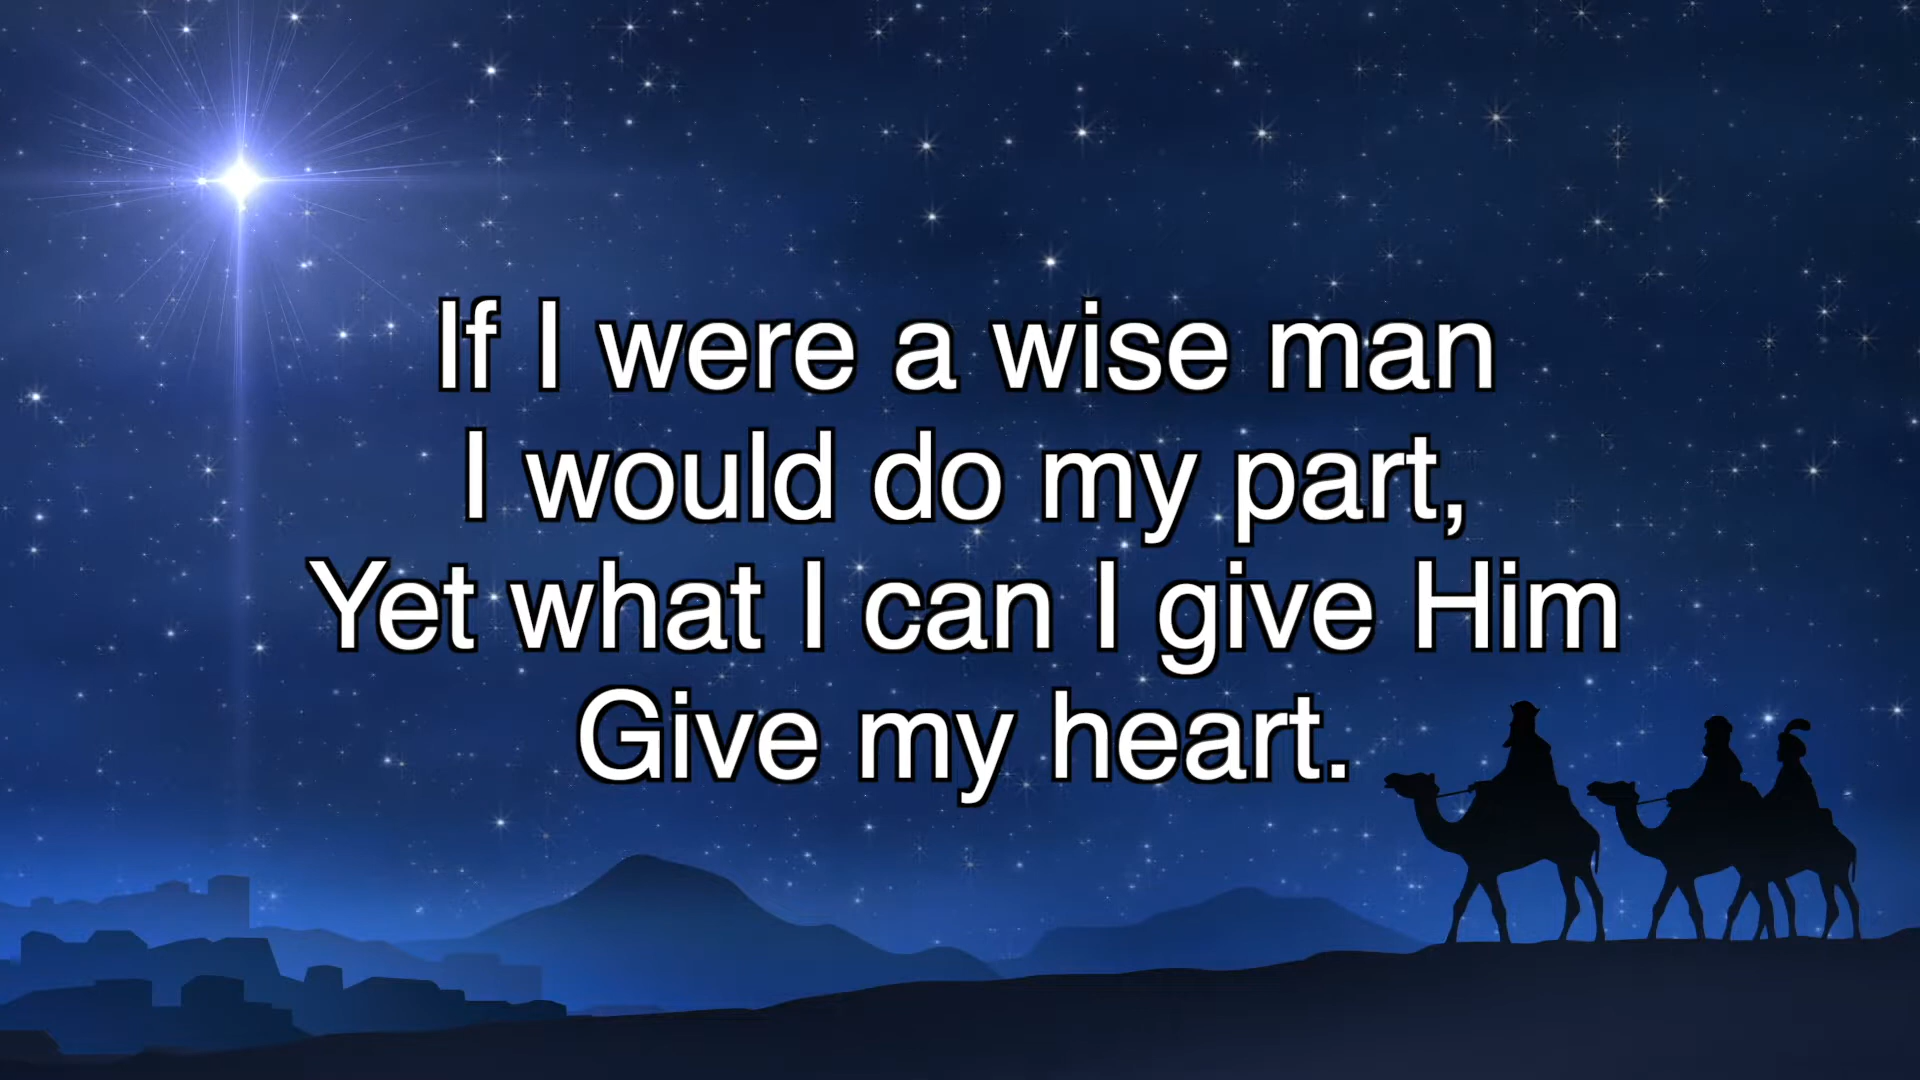 If I were a wise man
I would do my part,
Yet what I can I give Him
Give my heart.